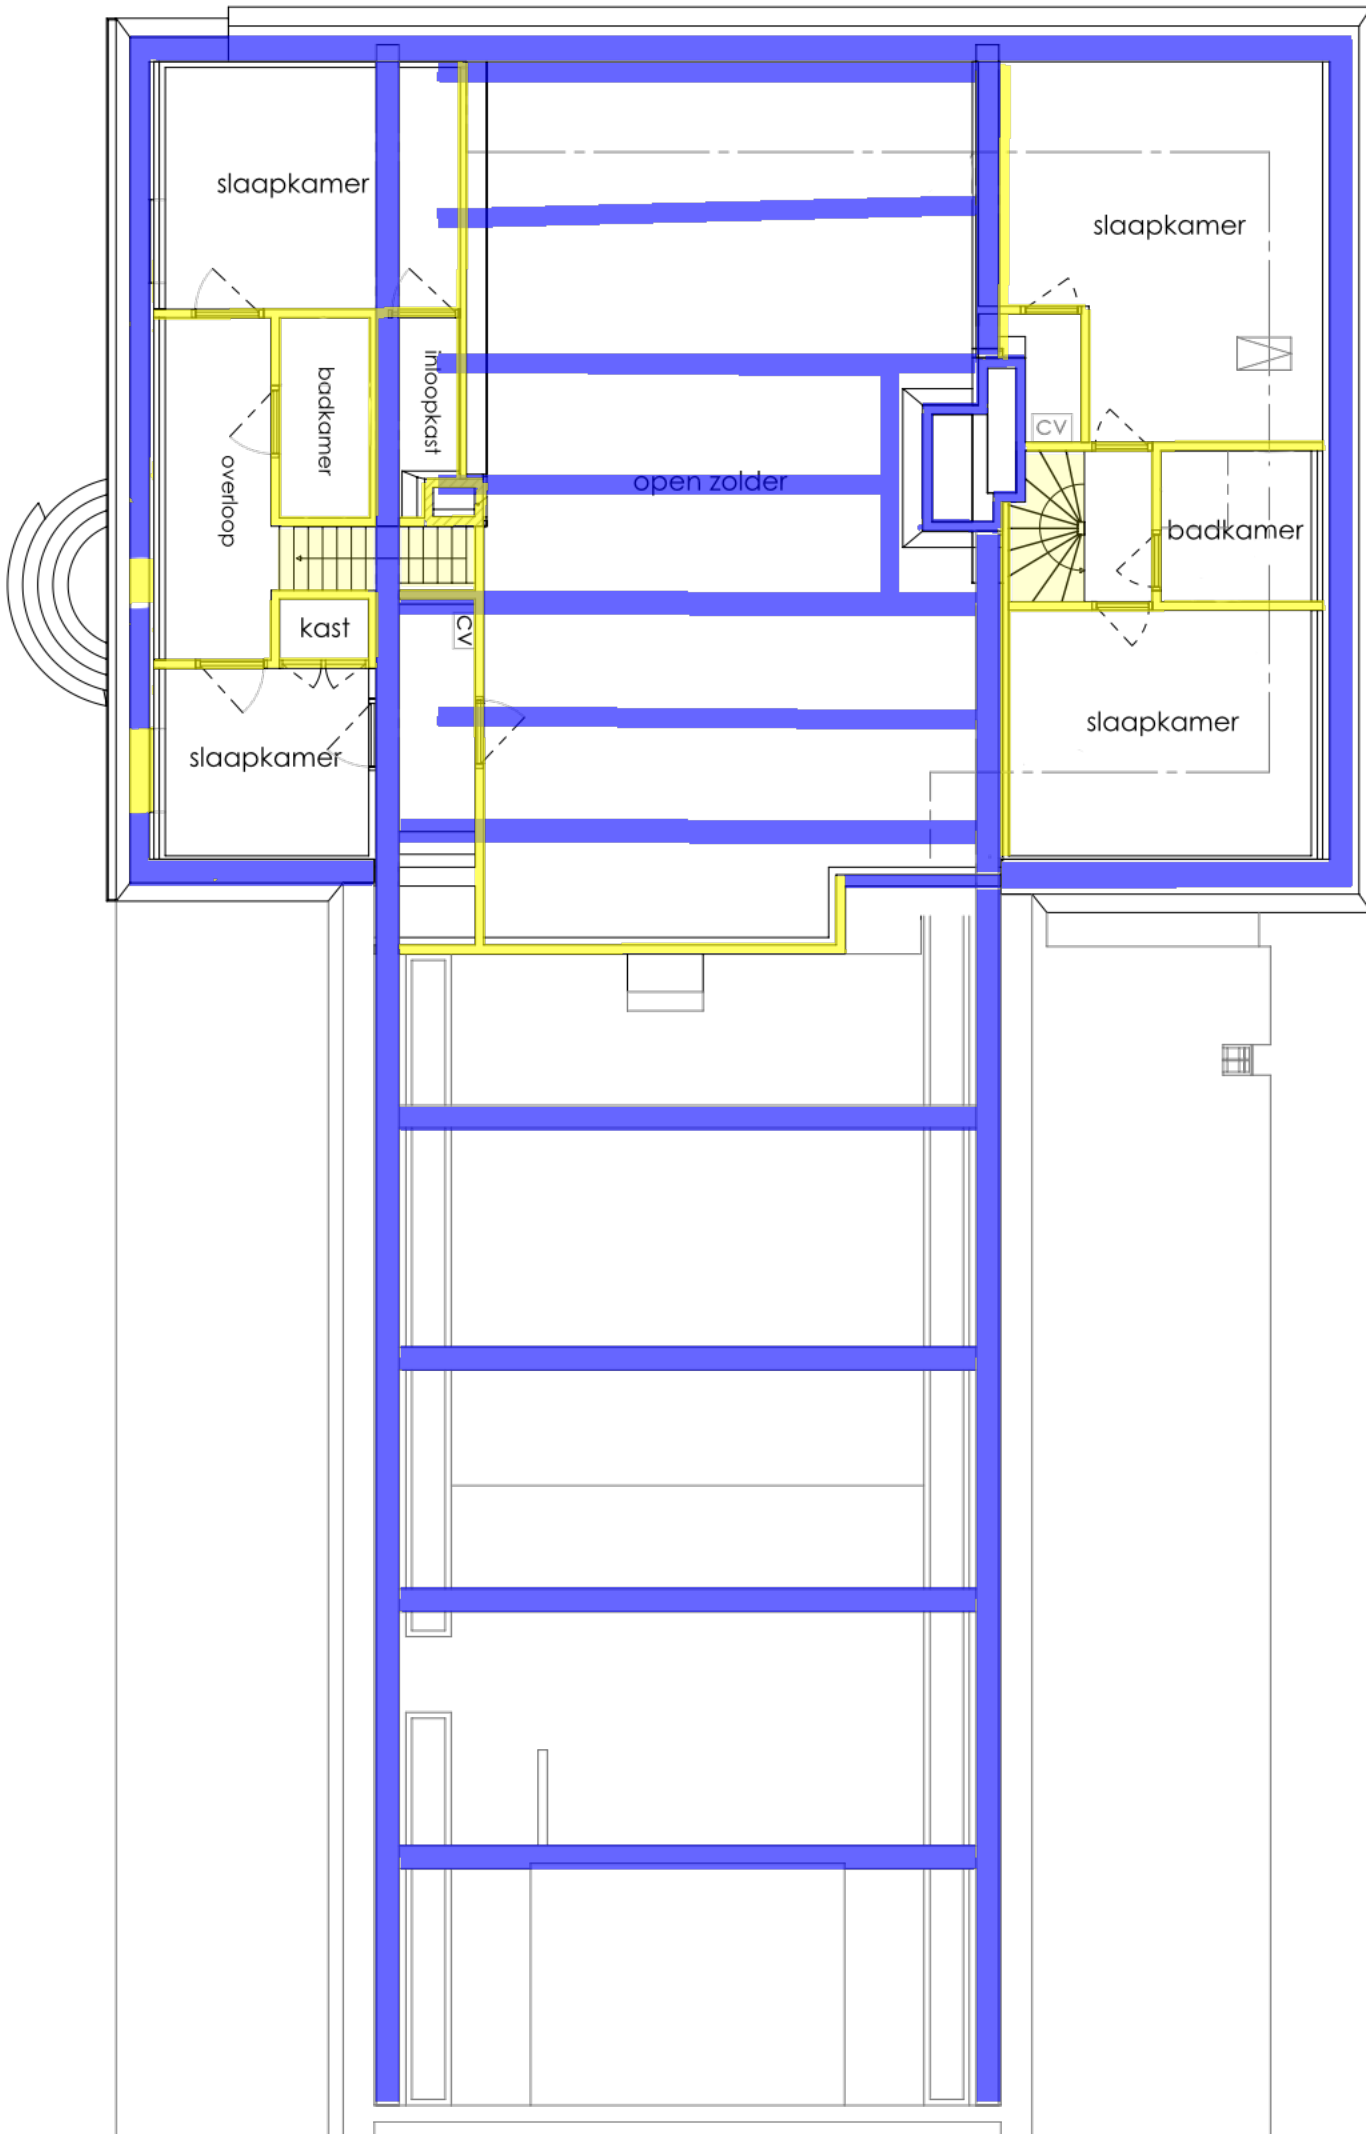 slaapkamer
slaapkamer
inloopkast
badkamer
CV
overloop
open zolder
badkamer
kast
CV
slaapkamer
slaapkamer